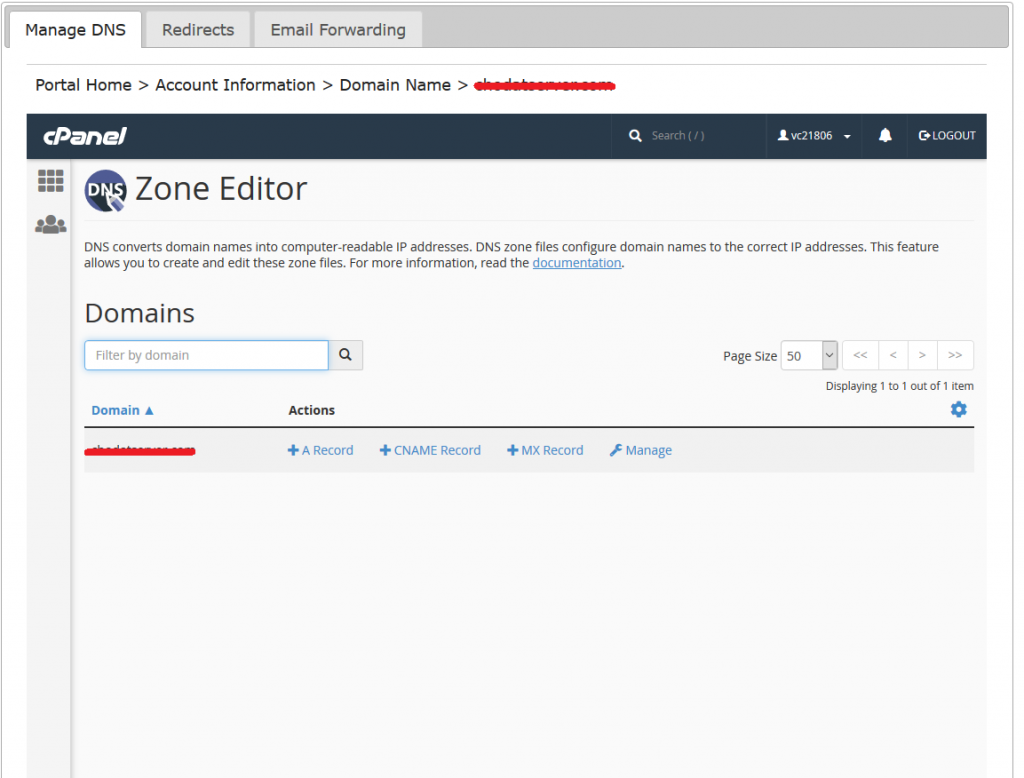 Manage DNS Redirects Email Forwarding
Portal Home > Account Information > Domain Name >
cPanel Search ( / ) vc21806 LOGOUT
DNS Zone Editor
DNS converts domain names into computer-readable IP addresses. DNS zone files configure domain names to the correct IP addresses. This feature
allows you to create and edit these zone files. For more information, read the documentation.
Domains
Filter by domain Page Size 50 << < > >>
Displaying 1 to 1 out of 1 item
Domain ▲ Actions
A Record CNAME Record MX Record Manage